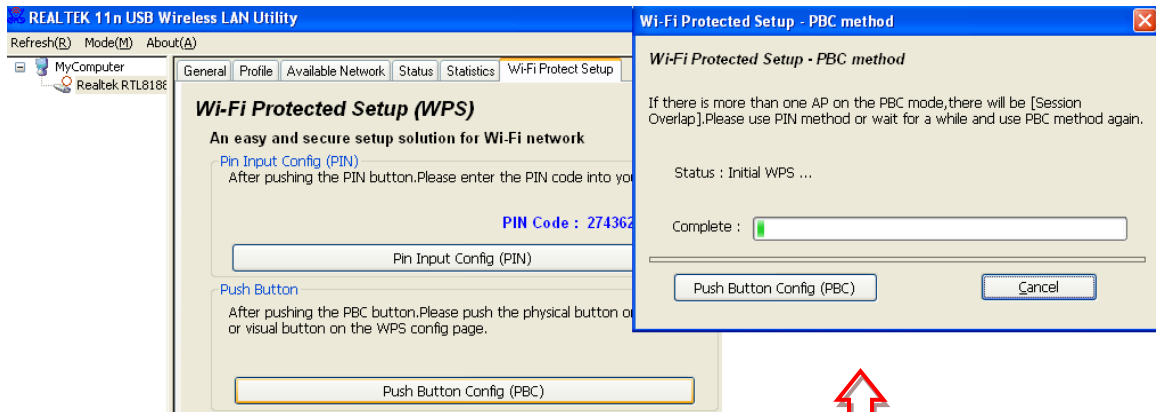 REALTEK 11n USB Wireless LAN Utility
Refresh(R) Mode(M) About(A)
MyComputer
Realtek RTL8188
General Profile Available Network Status Statistics Wi-Fi Protect Setup
Wi-Fi Protected Setup (WPS)
An easy and secure setup solution for Wi-Fi network
Pin Input Config (PIN)
After pushing the PIN button.Please enter the PIN code into
PIN Code : 274362
Pin Input Config (PIN)
Push Button
After pushing the PBC button.Please push the physical button
or visual button on the WPS config page.
Push Button Config (PBC)
Wi-Fi Protected Setup - PBC method
Wi-Fi Protected Setup - PBC method
If there is more than one AP on the PBC mode,there will be [Session
Overlap].Please use PIN method or wait for a while and use PBC method again.
Status : Initial WPS ...
Complete :
Push Button Config (PBC)
Cancel